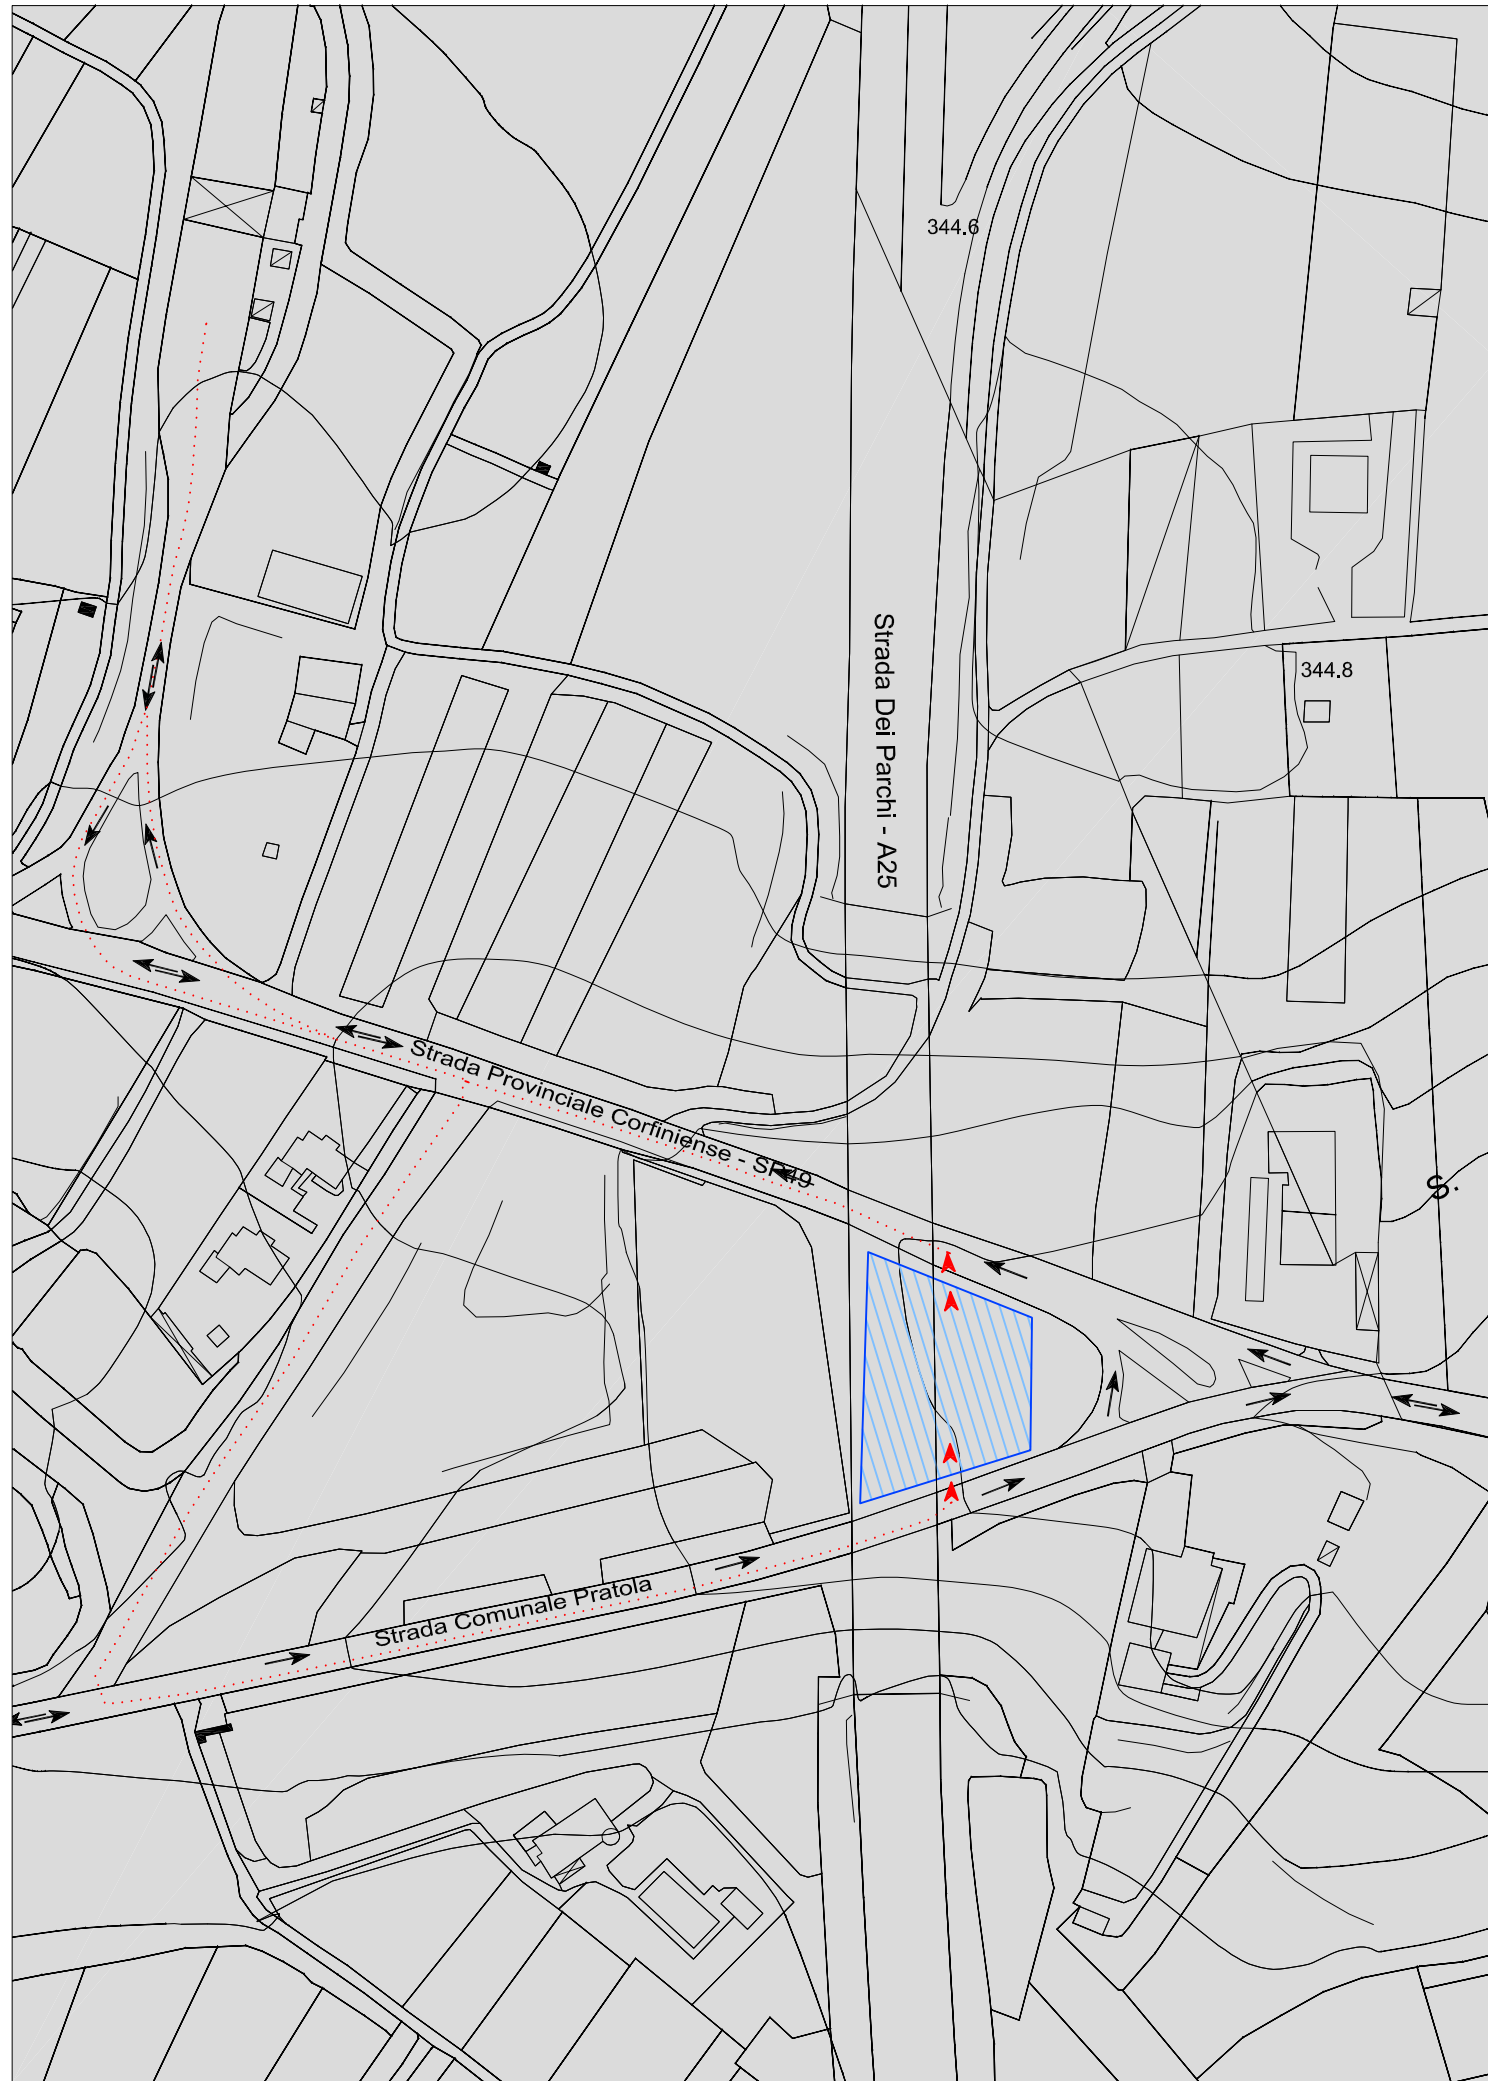 344.6
Strada Dei Parchi - A25
344.8
Strada Provinciale Corfiniense - SP49
S.
Strada Comunale Pratola